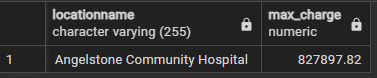 locationname max_charge
character varying (255) numeric
1 Angelstone Community Hospital 827897.82